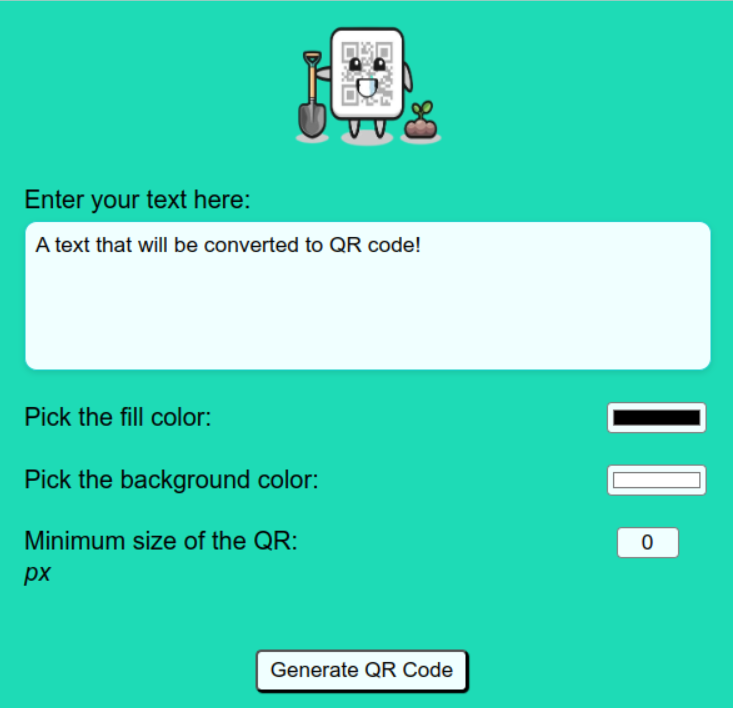 Enter your text here:
A text that will be converted to QR code!
Pick the fill color:
Pick the background color:
Minimum size of the QR: 0
px
Generate QR Code